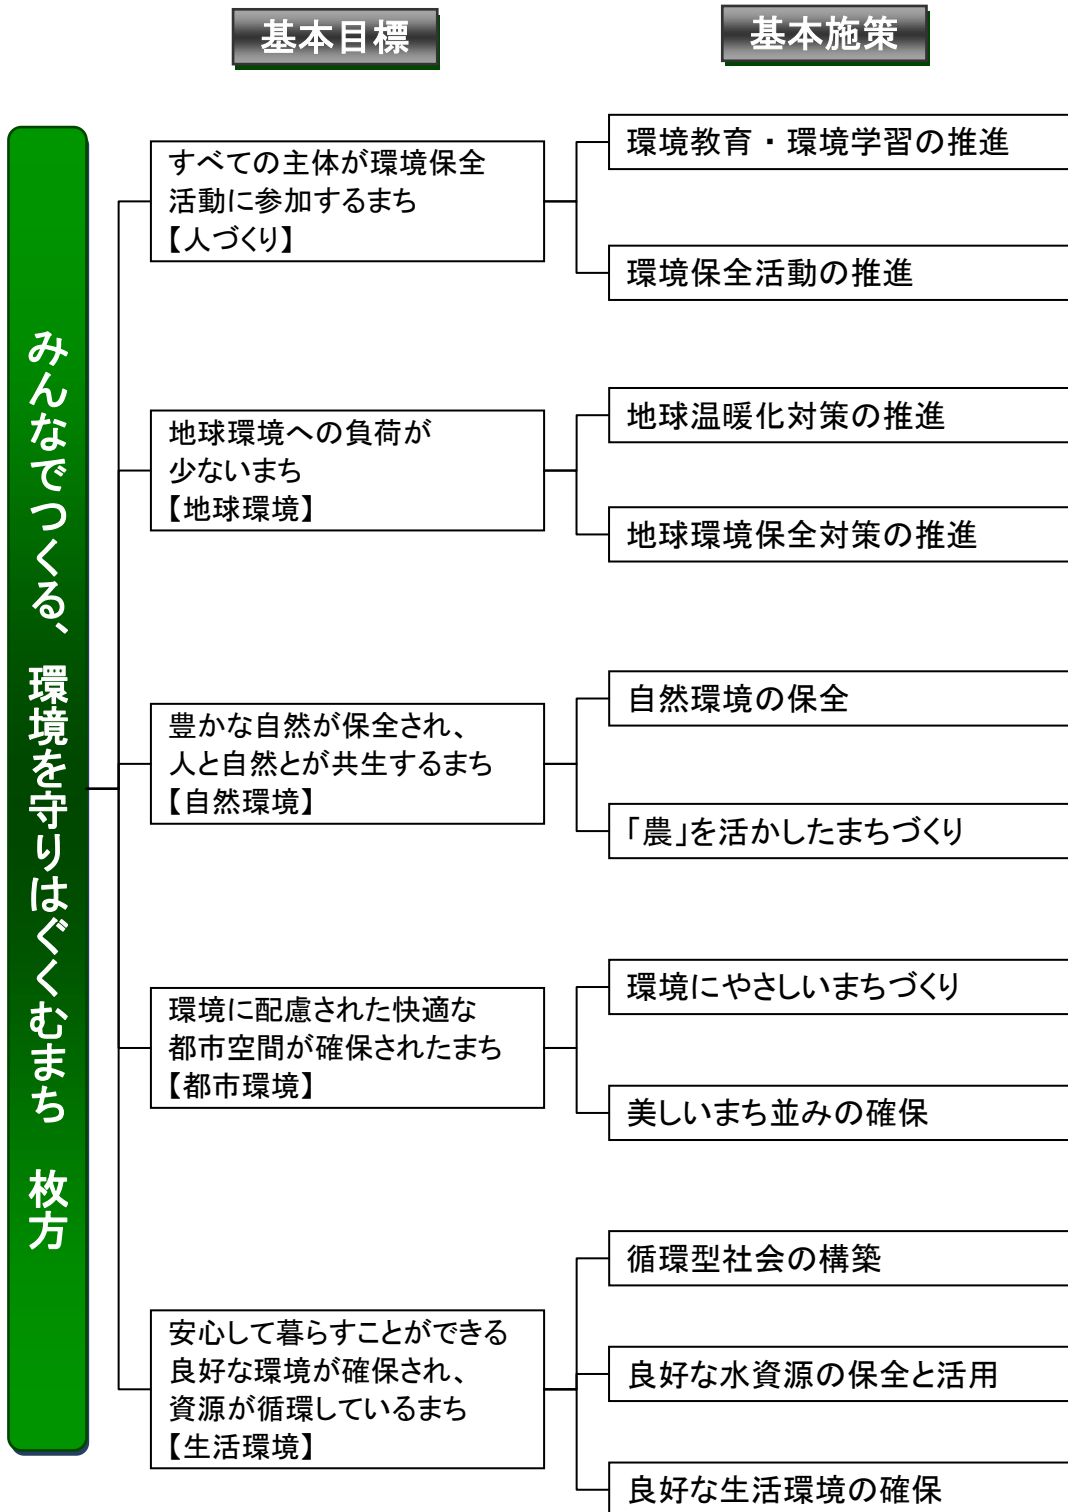 基本目標
基本施策
みんなでつくる、環境を守りはぐくむまち　枚方
すべての主体が環境保全
活動に参加するまち
【人づくり】
環境教育・環境学習の推進
環境保全活動の推進
地球環境への負荷が
少ないまち
【地球環境】
地球温暖化対策の推進
地球環境保全対策の推進
豊かな自然が保全され、
人と自然とが共生するまち
【自然環境】
自然環境の保全
「農」を活かしたまちづくり
環境に配慮された快適な
都市空間が確保されたまち
【都市環境】
環境にやさしいまちづくり
美しいまち並みの確保
安心して暮らすことができる
良好な環境が確保され、
資源が循環しているまち
【生活環境】
循環型社会の構築
良好な水資源の保全と活用
良好な生活環境の確保